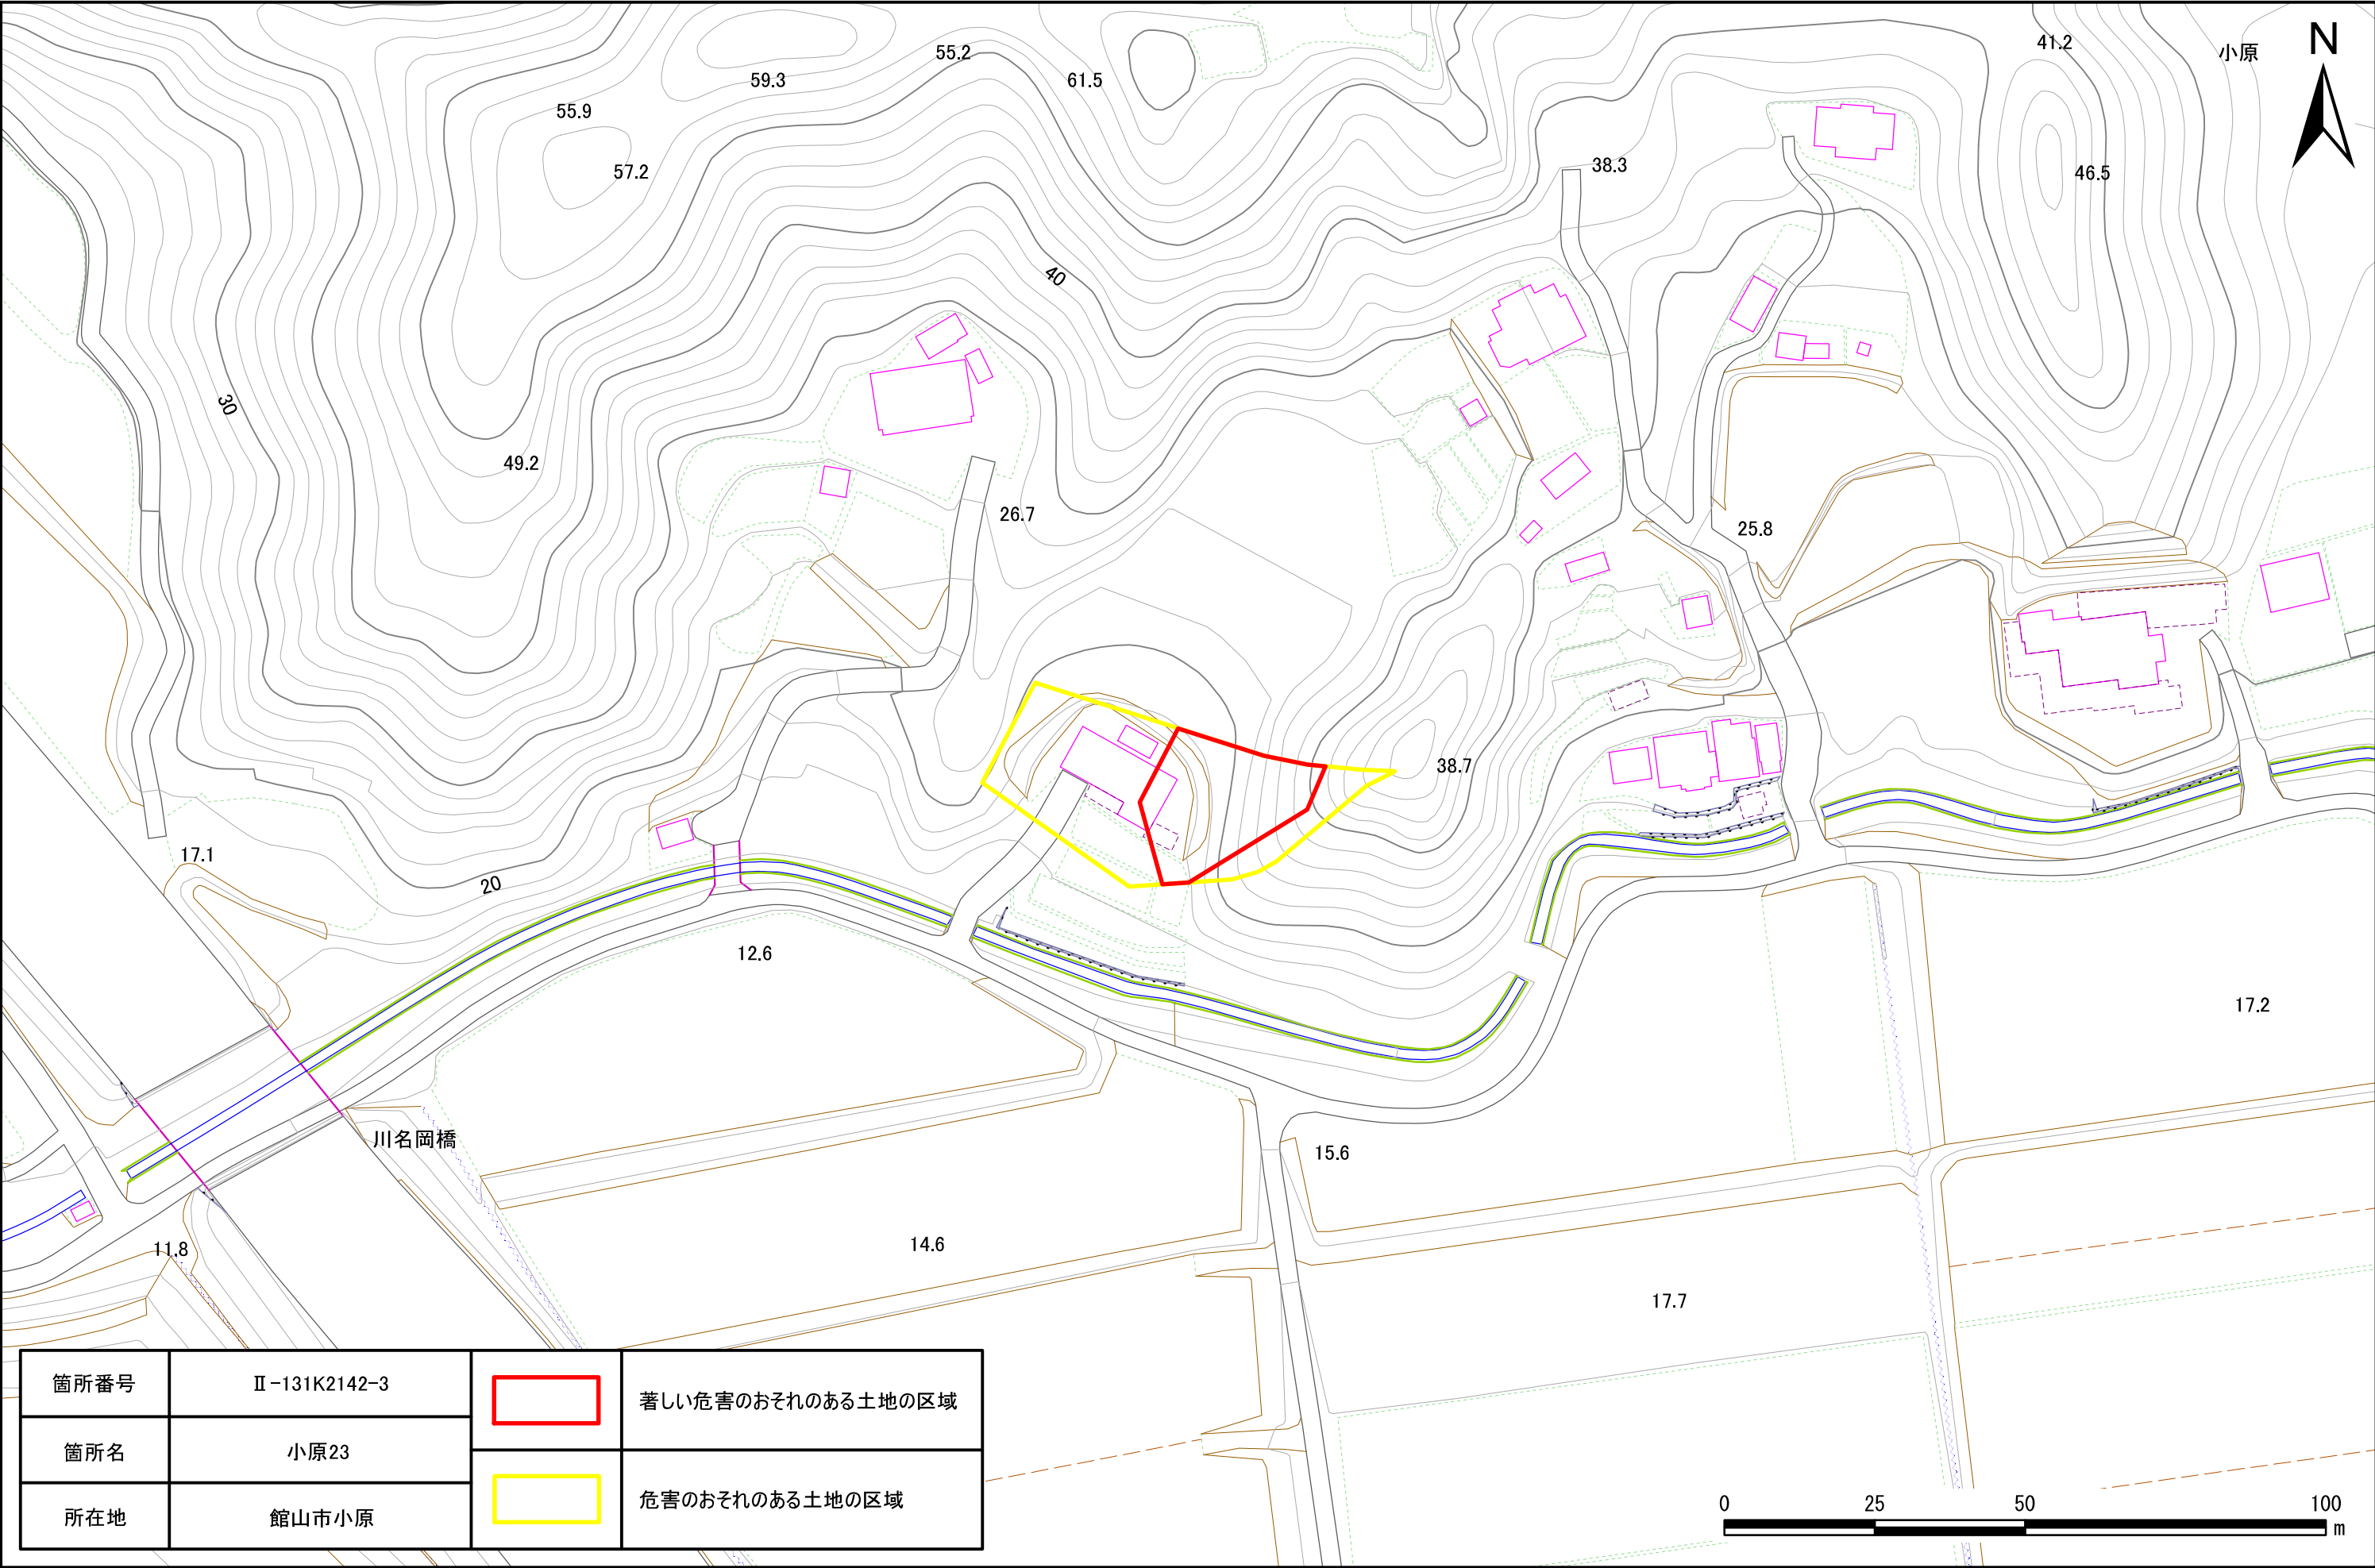 N
小原
41.2
55.2
59.3
61.5
55.9
38.3
57.2
46.5
40
30
49.2
26.7
25.8
38.7
17.1
20
12.6
17.2
川名岡橋
15.6
14.6
11.8
17.7
箇所番号 Ⅱ-131K2142-3
箇所名 小原23
所在地 館山市小原
著しい危害のおそれのある土地の区域
危害のおそれのある土地の区域
0 25 50 100
m